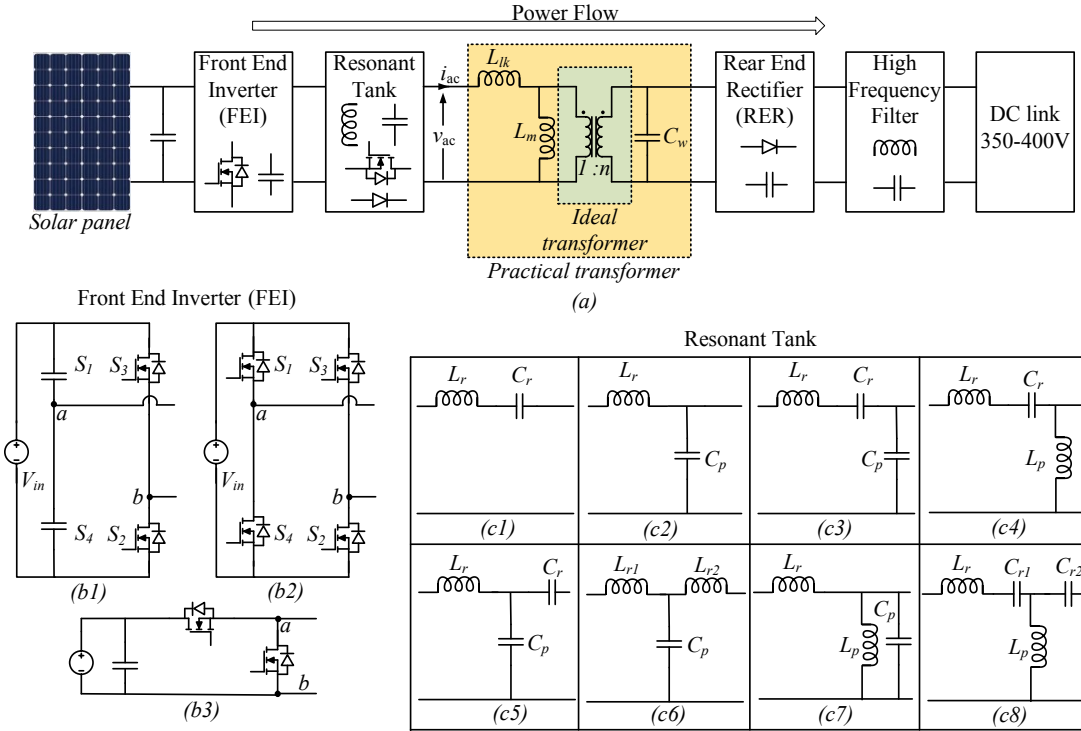 Power Flow
Front End
Inverter
(FEI)
Resonant
Tank
i_ac
v_ac
L_lk
L_m
1 :n
C_w
Ideal
transformer
Practical transformer
Rear End
Rectifier
(RER)
High
Frequency
Filter
DC link
350-400V
Solar panel
(a)
Front End Inverter (FEI)
V_in
S_1
S_3
a
b
S_4
S_2
(b1)
V_in
S_1
S_3
a
b
S_4
S_2
(b2)
a
b
(b3)
Resonant Tank
L_r
C_r
(c1)
L_r
C_p
(c2)
L_r
C_r
C_p
(c3)
L_r
C_r
L_p
(c4)
L_r
C_r
C_p
(c5)
L_r1
L_r2
C_p
(c6)
L_r
L_p
C_p
(c7)
L_r
C_r1
C_r2
L_p
(c8)